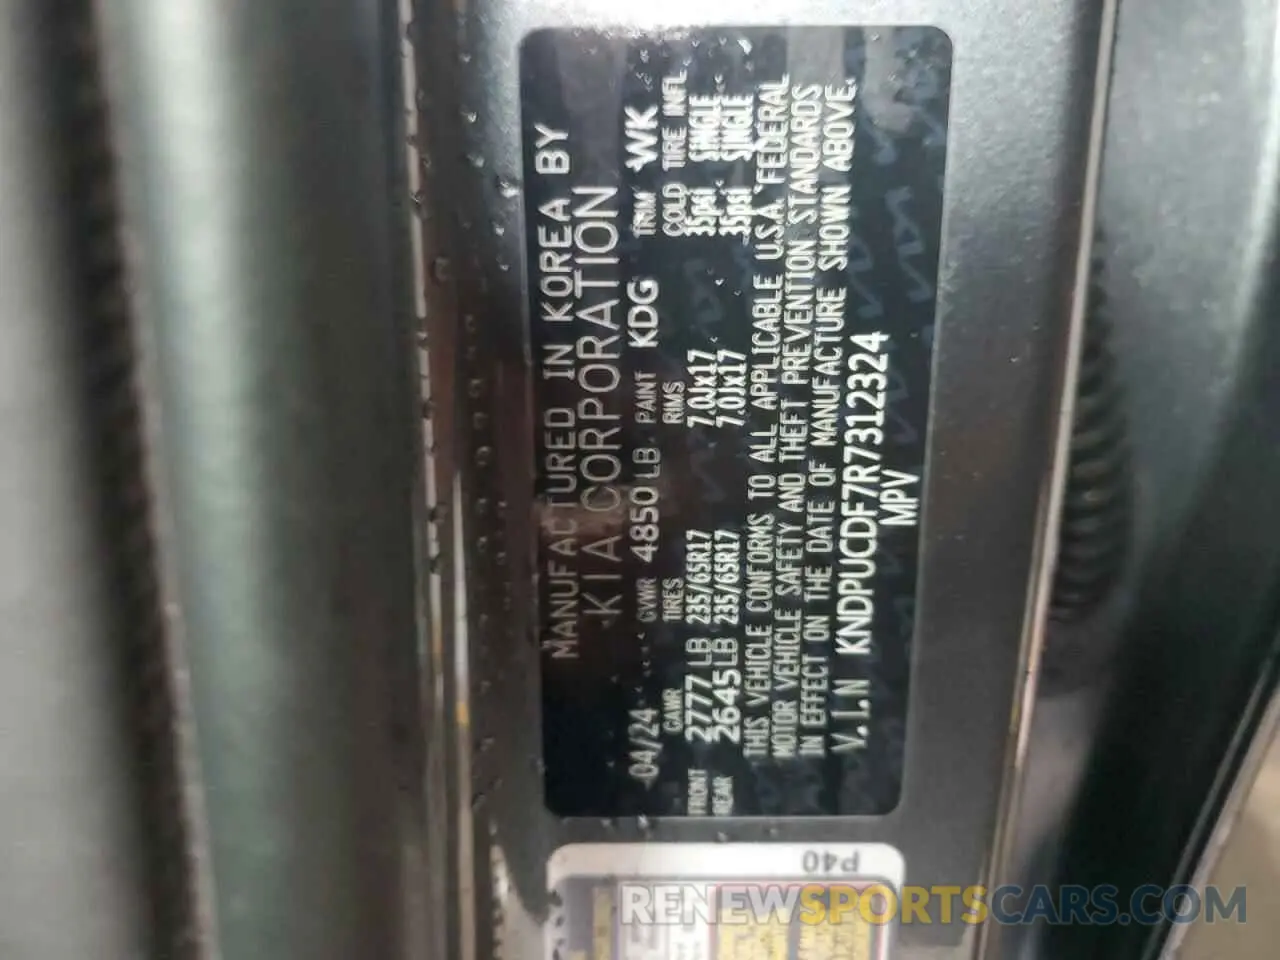 MANUFACTURED IN KOREA BY
KIA CORPORATION
04/24 GVWR 4850 LB PAINT KDG TRIM WK
GAWR TIRES RIMS COLD TIRE INFL.
FRONT 2777 LB 235/65R17 7.0Jx17 35psi SINGLE
REAR 2645 LB 235/65R17 7.0Jx17 35psi SINGLE
THIS VEHICLE CONFORMS TO ALL APPLICABLE U.S.A. FEDERAL
MOTOR VEHICLE SAFETY AND THEFT PREVENTION STANDARDS
IN EFFECT ON THE DATE OF MANUFACTURE SHOWN ABOVE.
V.I.N KNDPUCDF7R7312324
MPV
P40
RENEWSPORTSCARS.COM